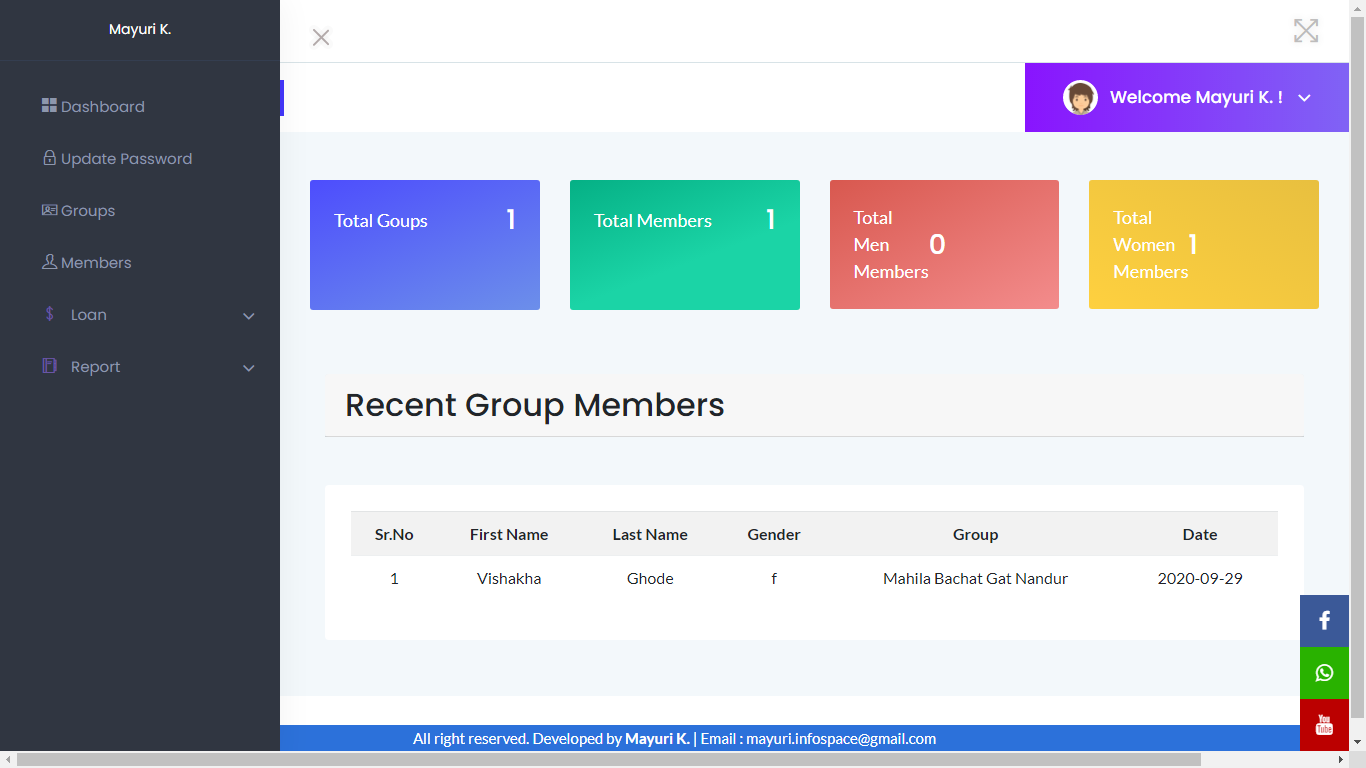 Mayuri K.
Welcome Mayuri K. !
Dashboard
Update Password
Groups
Members
Loan
Report
Total Goups 1
Total Members 1
Total
Men 0
Members
Total
Women 1
Members
Recent Group Members
Sr.No First Name Last Name Gender Group Date
1 Vishakha Ghode f Mahila Bachat Gat Nandur 2020-09-29
You
Tube
All right reserved. Developed by Mayuri K. | Email : mayuri.infospace@gmail.com